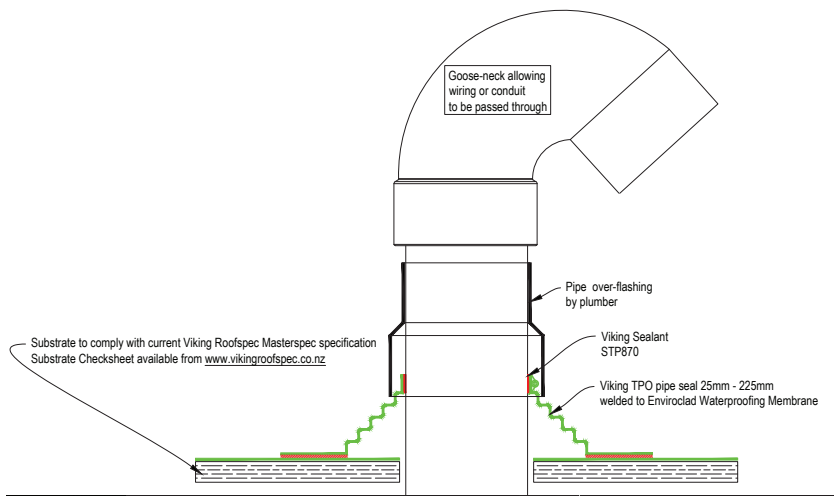 Goose-neck allowing
wiring or conduit
to be passed through
Pipe over-flashing
by plumber
Viking Sealant
STP870
Substrate to comply with current Viking Roofspec Masterspec specification
Substrate Checksheet available from www.vikingroofspec.co.nz
Viking TPO pipe seal 25mm - 225mm
welded to Enviroclad Waterproofing Membrane